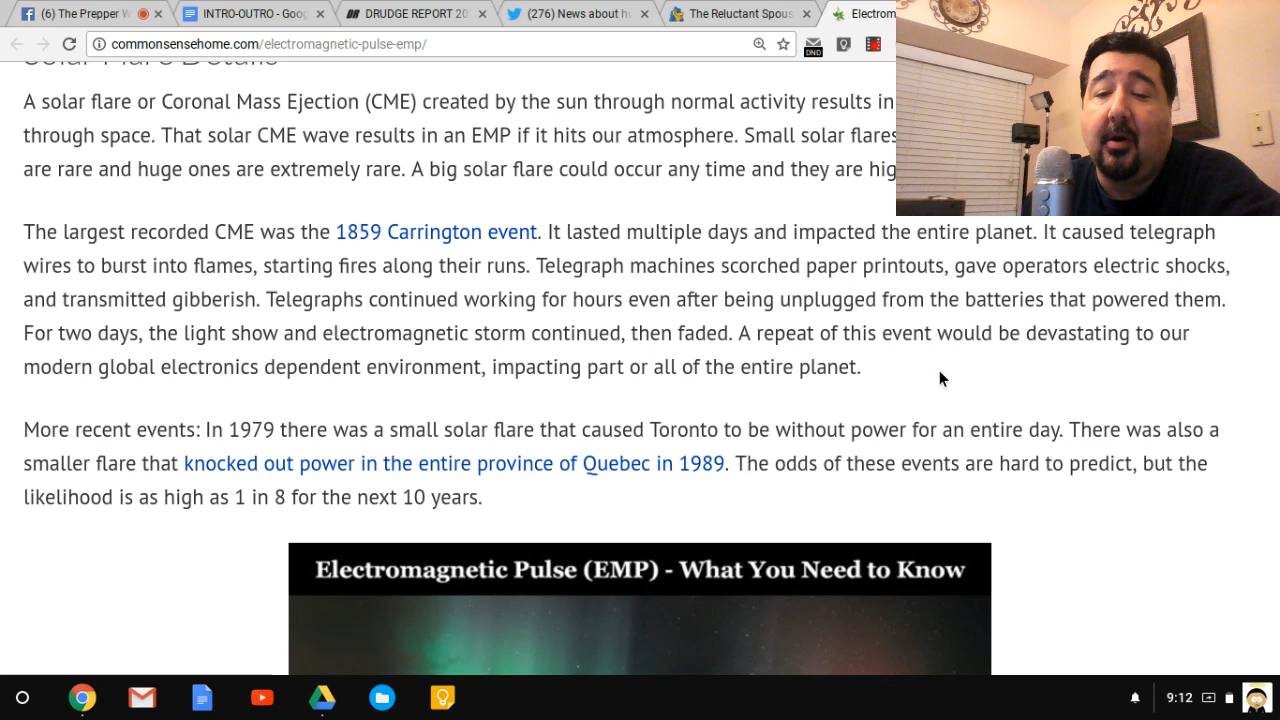 (6) The Prepper W
INTRO-OUTRO - Goog
DRUDGE REPORT 20
(276) News about hu
The Reluctant Spous
Electrom
commonsensehome.com/electromagnetic-pulse-emp/
DND
Solar Flare Details
A solar flare or Coronal Mass Ejection (CME) created by the sun through normal activity results in
through space. That solar CME wave results in an EMP if it hits our atmosphere. Small solar flares
are rare and huge ones are extremely rare. A big solar flare could occur any time and they are hig
The largest recorded CME was the 1859 Carrington event. It lasted multiple days and impacted the entire planet. It caused telegraph
wires to burst into flames, starting fires along their runs. Telegraph machines scorched paper printouts, gave operators electric shocks,
and transmitted gibberish. Telegraphs continued working for hours even after being unplugged from the batteries that powered them.
For two days, the light show and electromagnetic storm continued, then faded. A repeat of this event would be devastating to our
modern global electronics dependent environment, impacting part or all of the entire planet.
More recent events: In 1979 there was a small solar flare that caused Toronto to be without power for an entire day. There was also a
smaller flare that knocked out power in the entire province of Quebec in 1989. The odds of these events are hard to predict, but the
likelihood is as high as 1 in 8 for the next 10 years.
Electromagnetic Pulse (EMP) - What You Need to Know
9:12